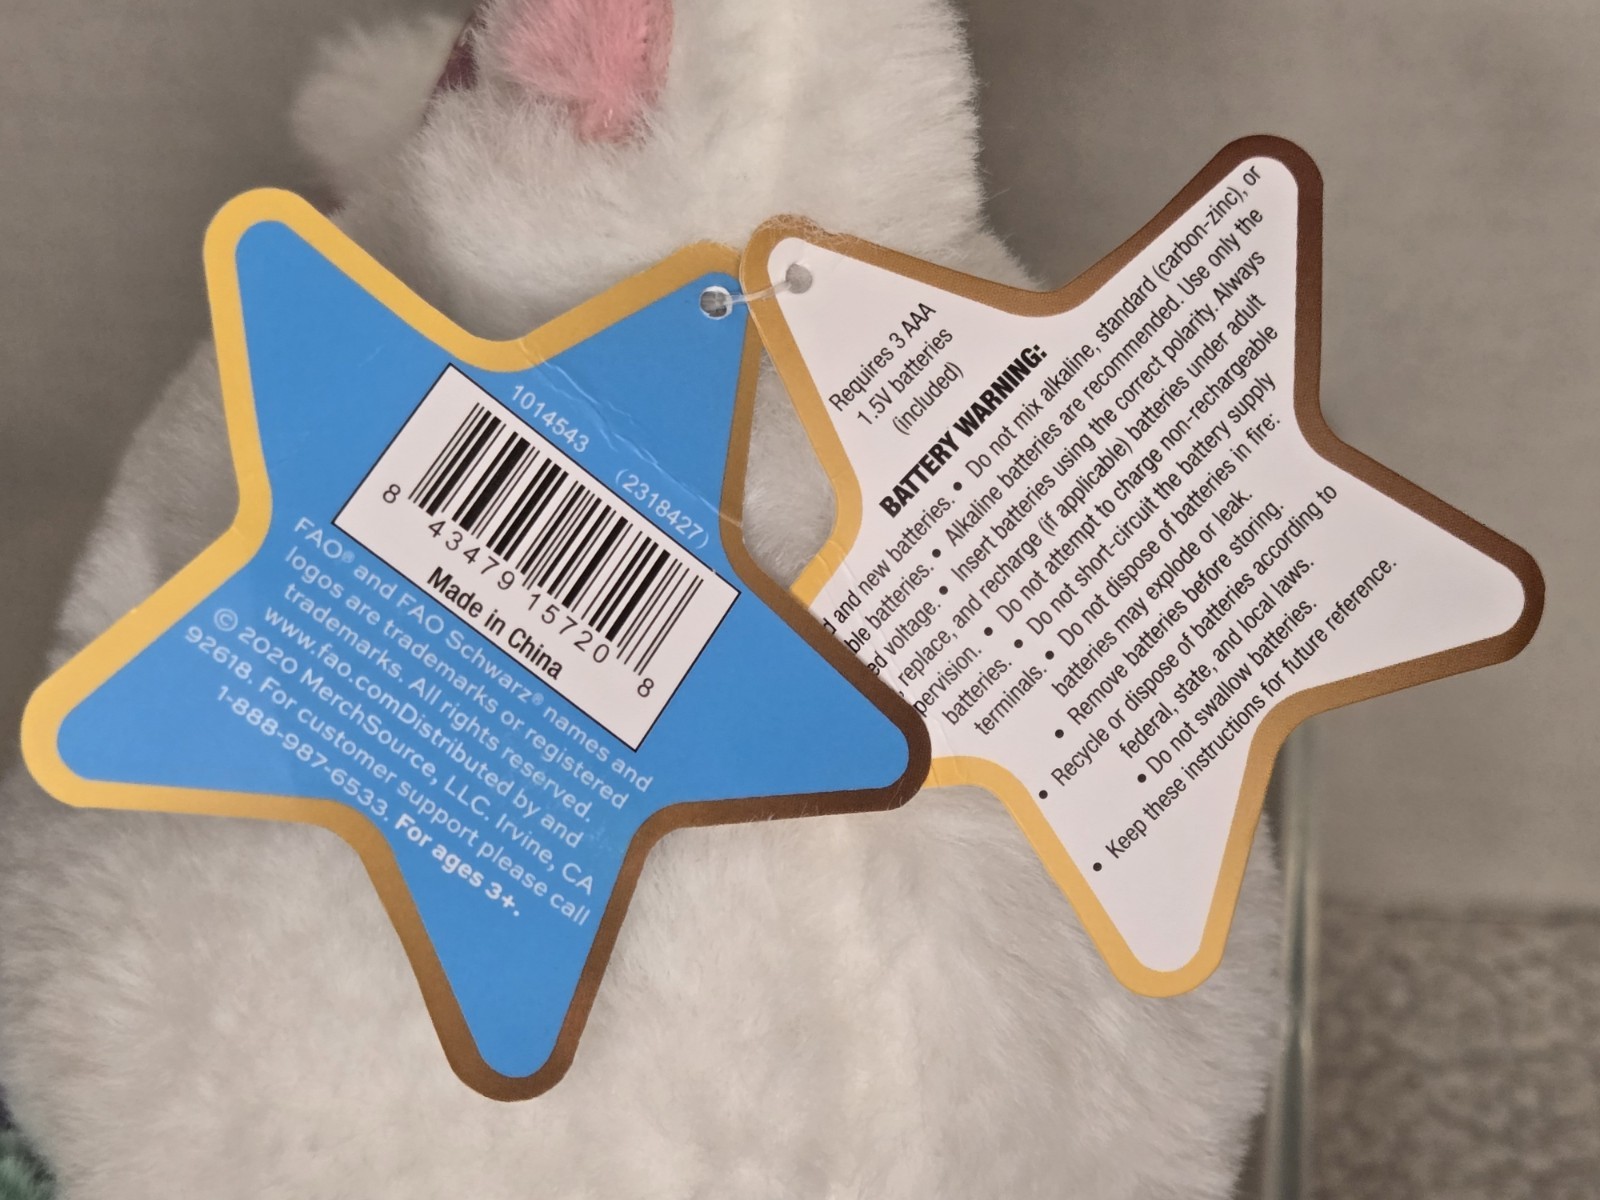 1014543 (2318427)
8 43479 15720 8
Made in China
FAO® and FAO Schwarz® names and
logos are trademarks or registered
trademarks. All rights reserved.
www.fao.comDistributed by and
© 2020 MerchSource, LLC. Irvine, CA
92618. For customer support please call
1-888-987-6533. For ages 3+.
Requires 3 AAA
1.5V batteries
(included)
BATTERY WARNING:
and new batteries. • Do not mix alkaline, standard (carbon-zinc), or
batteries. • Alkaline batteries are recommended. Use only the
voltage. • Insert batteries using the correct polarity. Always
replace, and recharge (if applicable) batteries under adult
• Do not attempt to charge non-rechargeable
batteries. • Do not short-circuit the battery supply
terminals. • Do not dispose of batteries in fire:
batteries may explode or leak.
• Remove batteries before storing.
• Recycle or dispose of batteries according to
federal, state, and local laws.
• Do not swallow batteries.
• Keep these instructions for future reference.